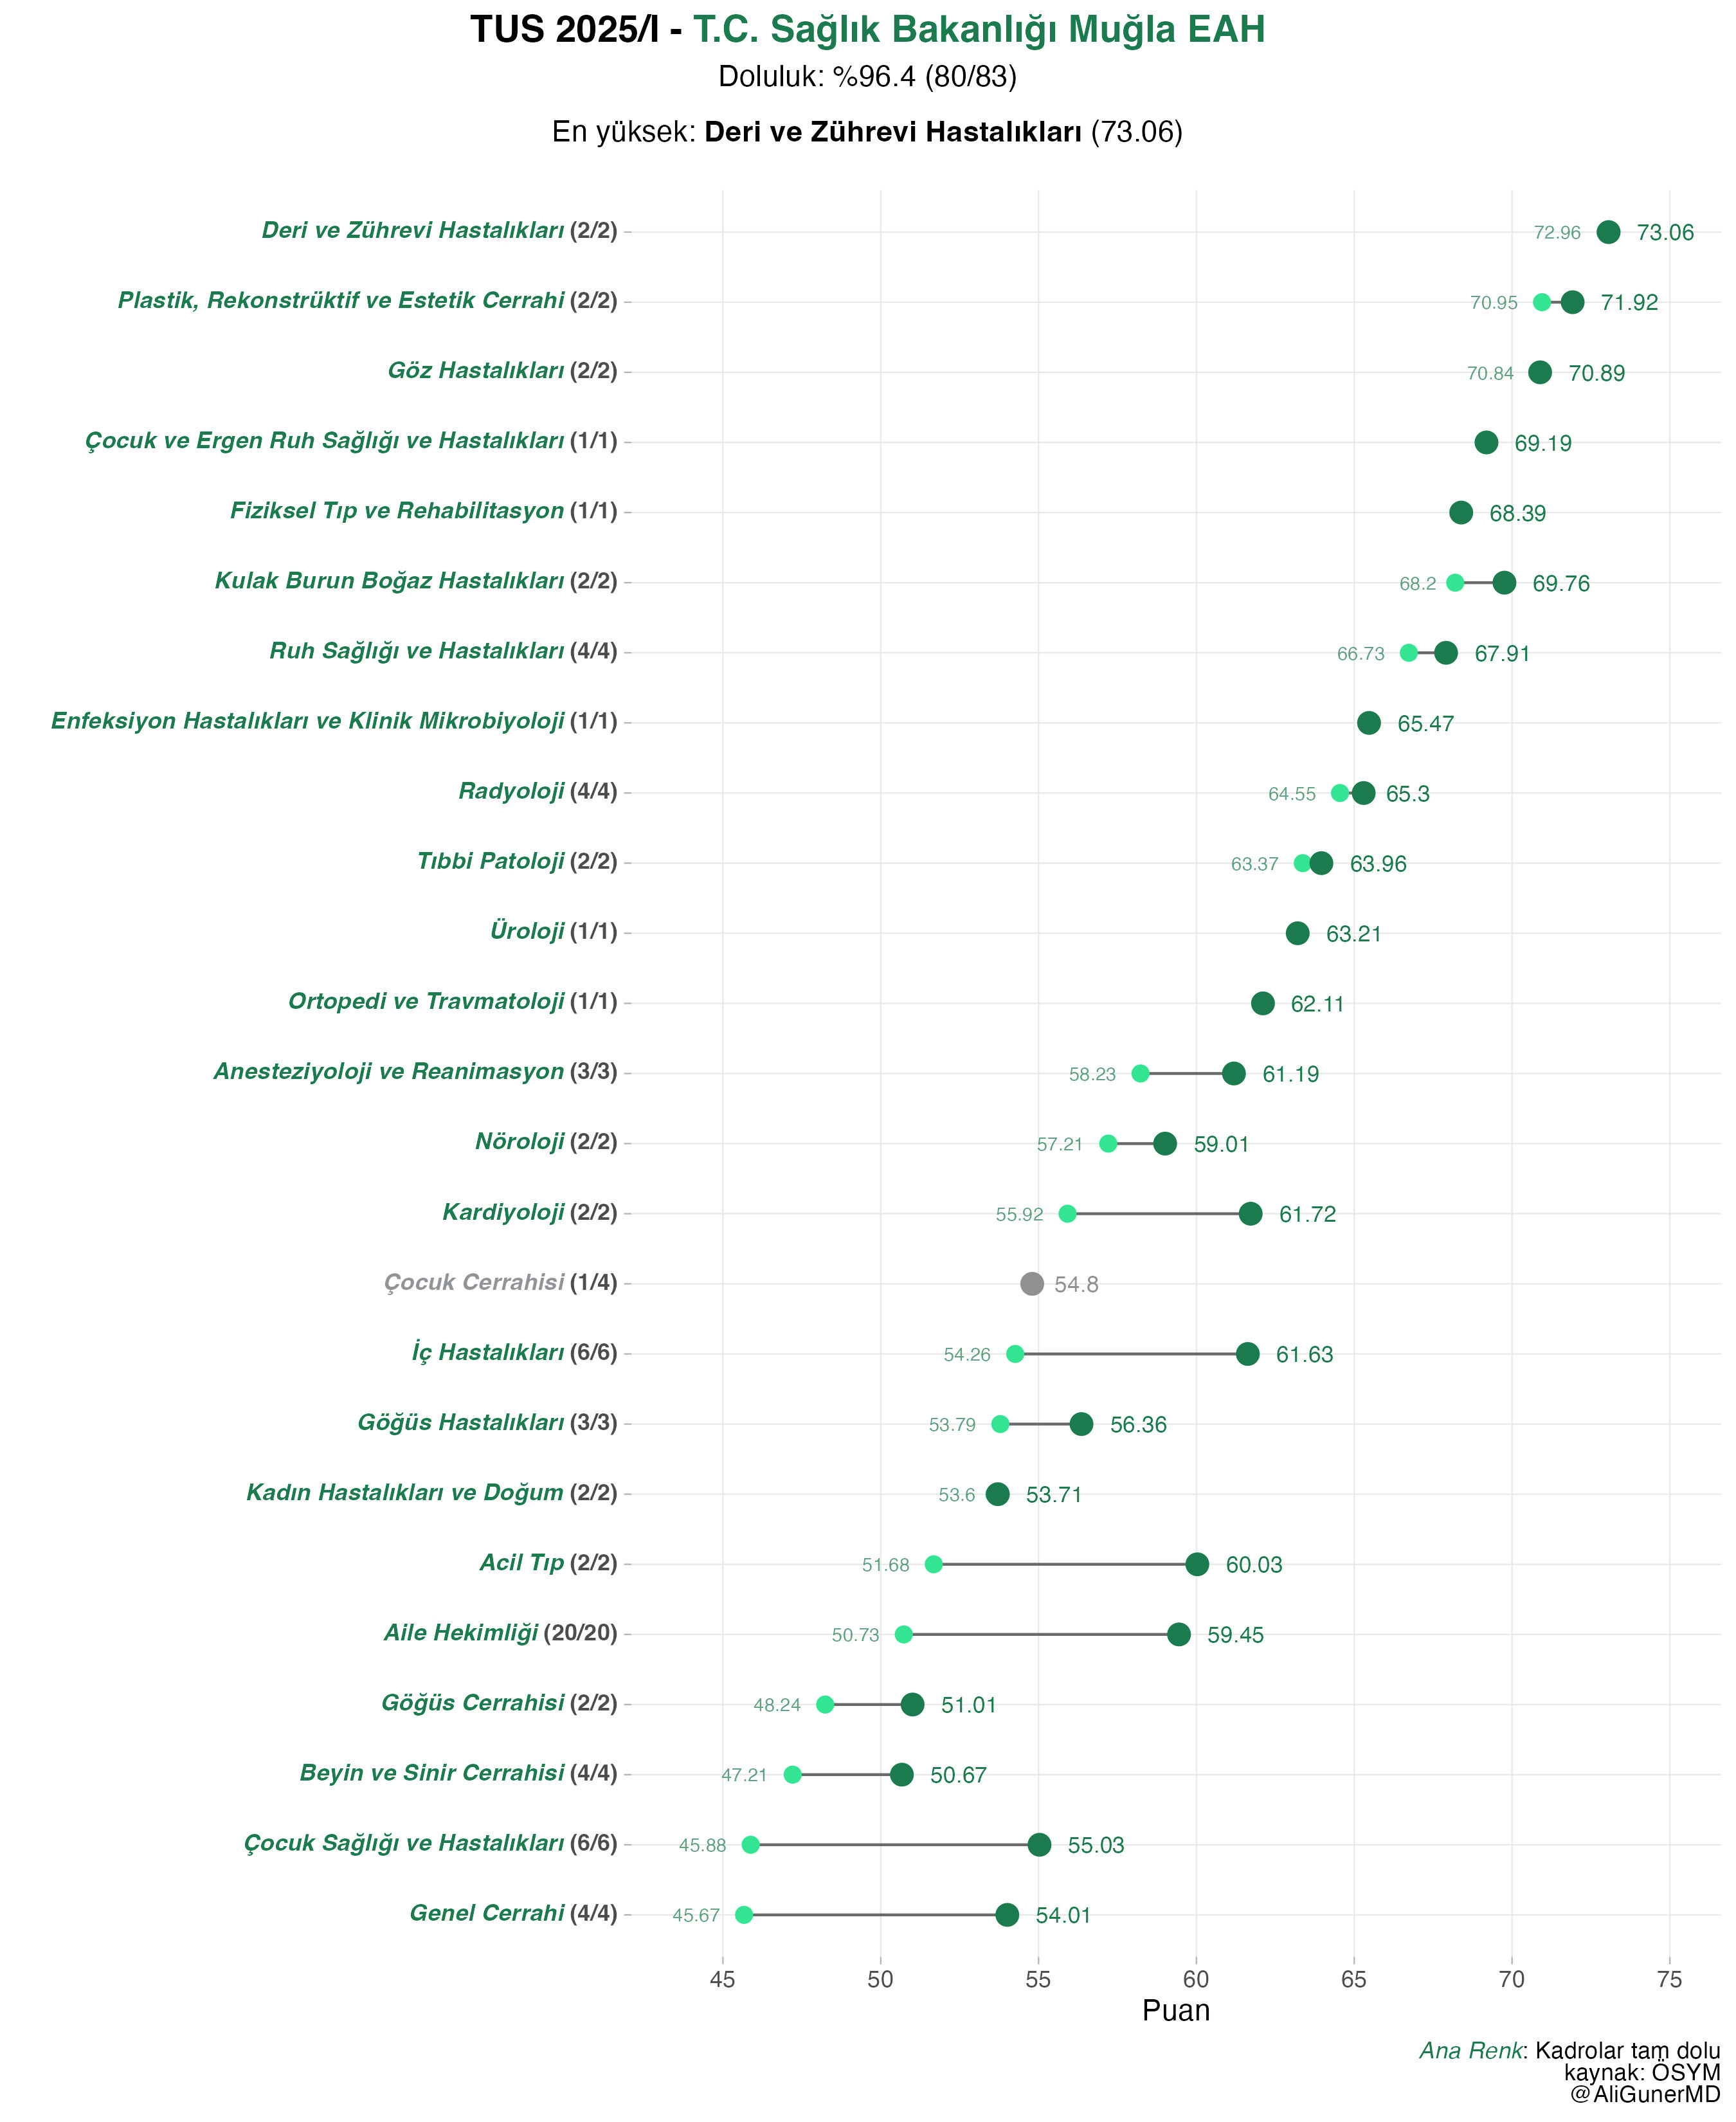 TUS 2025/I - T.C. Sağlık Bakanlığı Muğla EAH
Doluluk: %96.4 (80/83)
En yüksek: Deri ve Zührevi Hastalıkları (73.06)
Deri ve Zührevi Hastalıkları (2/2) 72.96 73.06
Plastik, Rekonstrüktif ve Estetik Cerrahi (2/2) 70.95 71.92
Göz Hastalıkları (2/2) 70.84 70.89
Çocuk ve Ergen Ruh Sağlığı ve Hastalıkları (1/1) 69.19
Fiziksel Tıp ve Rehabilitasyon (1/1) 68.39
Kulak Burun Boğaz Hastalıkları (2/2) 68.2 69.76
Ruh Sağlığı ve Hastalıkları (4/4) 66.73 67.91
Enfeksiyon Hastalıkları ve Klinik Mikrobiyoloji (1/1) 65.47
Radyoloji (4/4) 64.55 65.3
Tıbbi Patoloji (2/2) 63.37 63.96
Üroloji (1/1) 63.21
Ortopedi ve Travmatoloji (1/1) 62.11
Anesteziyoloji ve Reanimasyon (3/3) 58.23 61.19
Nöroloji (2/2) 57.21 59.01
Kardiyoloji (2/2) 55.92 61.72
Çocuk Cerrahisi (1/4) 54.8
İç Hastalıkları (6/6) 54.26 61.63
Göğüs Hastalıkları (3/3) 53.79 56.36
Kadın Hastalıkları ve Doğum (2/2) 53.6 53.71
Acil Tıp (2/2) 51.68 60.03
Aile Hekimliği (20/20) 50.73 59.45
Göğüs Cerrahisi (2/2) 48.24 51.01
Beyin ve Sinir Cerrahisi (4/4) 47.21 50.67
Çocuk Sağlığı ve Hastalıkları (6/6) 45.88 55.03
Genel Cerrahi (4/4) 45.67 54.01
45 50 55 60 65 70 75
Puan
Ana Renk: Kadrolar tam dolu
kaynak: ÖSYM
@AliGunerMD